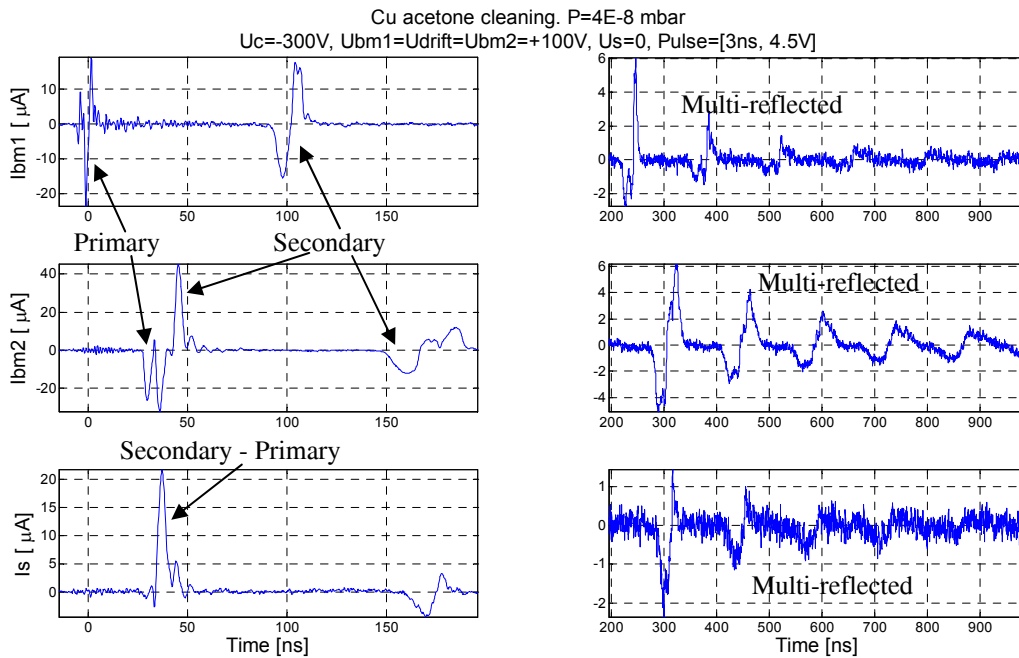 Cu acetone cleaning. P=4E-8 mbar
Uc=-300V, Ubm1=Udrift=Ubm2=+100V, Us=0, Pulse=[3ns, 4.5V]
Ibm1 [ μA]
10
0
-10
-20
0 50 100 150
Primary
Secondary
6
4
2
0
-2
200 300 400 500 600 700 800 900
Multi-reflected
Ibm2 [ μA]
40
20
0
-20
0 50 100 150
6
4
2
0
-2
-4
200 300 400 500 600 700 800 900
Multi-reflected
Secondary - Primary
Is [ μA]
20
15
10
5
0
0 50 100 150
Time [ns]
1
0
-1
-2
200 300 400 500 600 700 800 900
Multi-reflected
Time [ns]